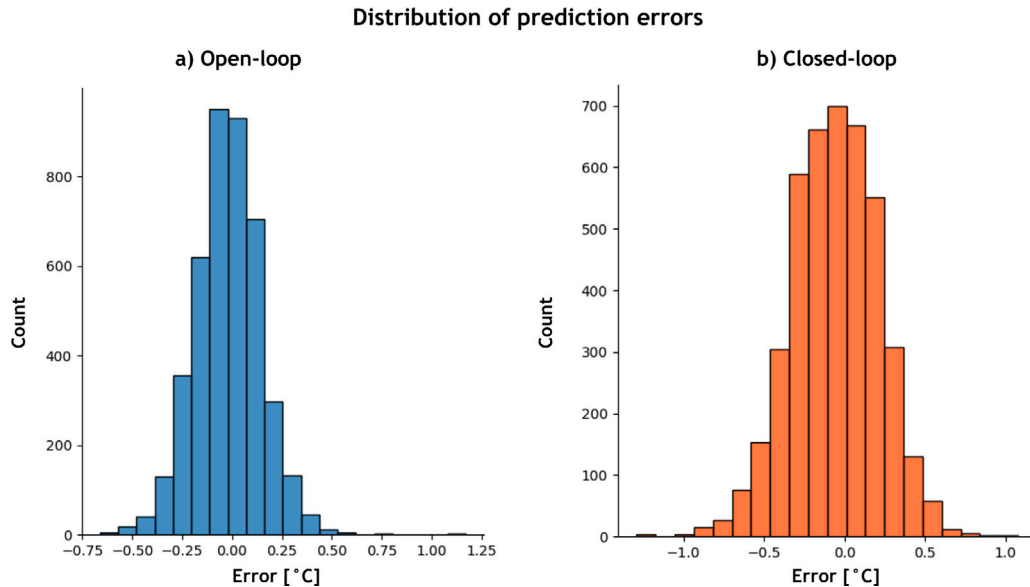 Distribution of prediction errors
a) Open-loop
b) Closed-loop
Count
800
600
400
200
0
−0.75 −0.50 −0.25 0.00 0.25 0.50 0.75 1.00 1.25
Error [˚C]
Count
700
600
500
400
300
200
100
0
−1.0 −0.5 0.0 0.5 1.0
Error [˚C]